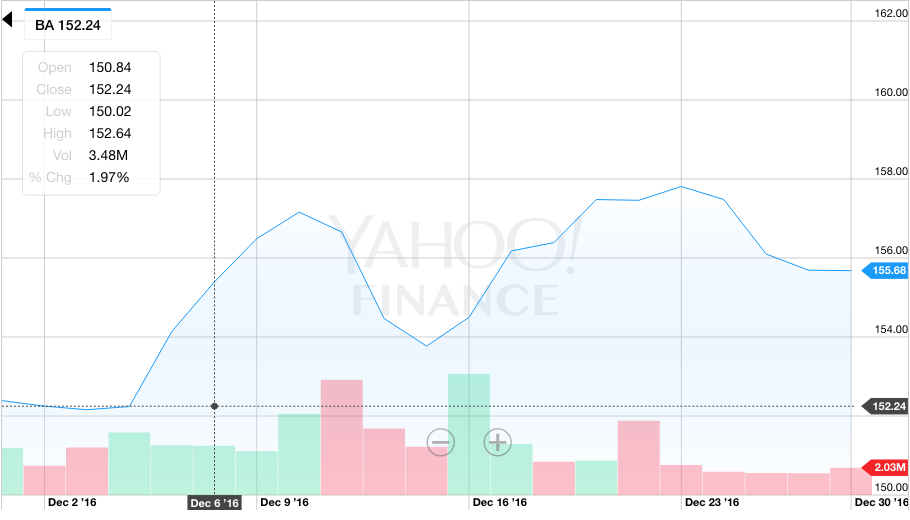 162.00
BA 152.24
Open 150.84
Close 152.24
Low 150.02
High 152.64
Vol 3.48M
% Chg 1.97%
160.00
158.00
YAHOO!
FINANCE
156.00
155.68
154.00
152.24
2.03M
150.00
Dec 2 '16
Dec 6 '16
Dec 9 '16
Dec 16 '16
Dec 23 '16
Dec 30 '16